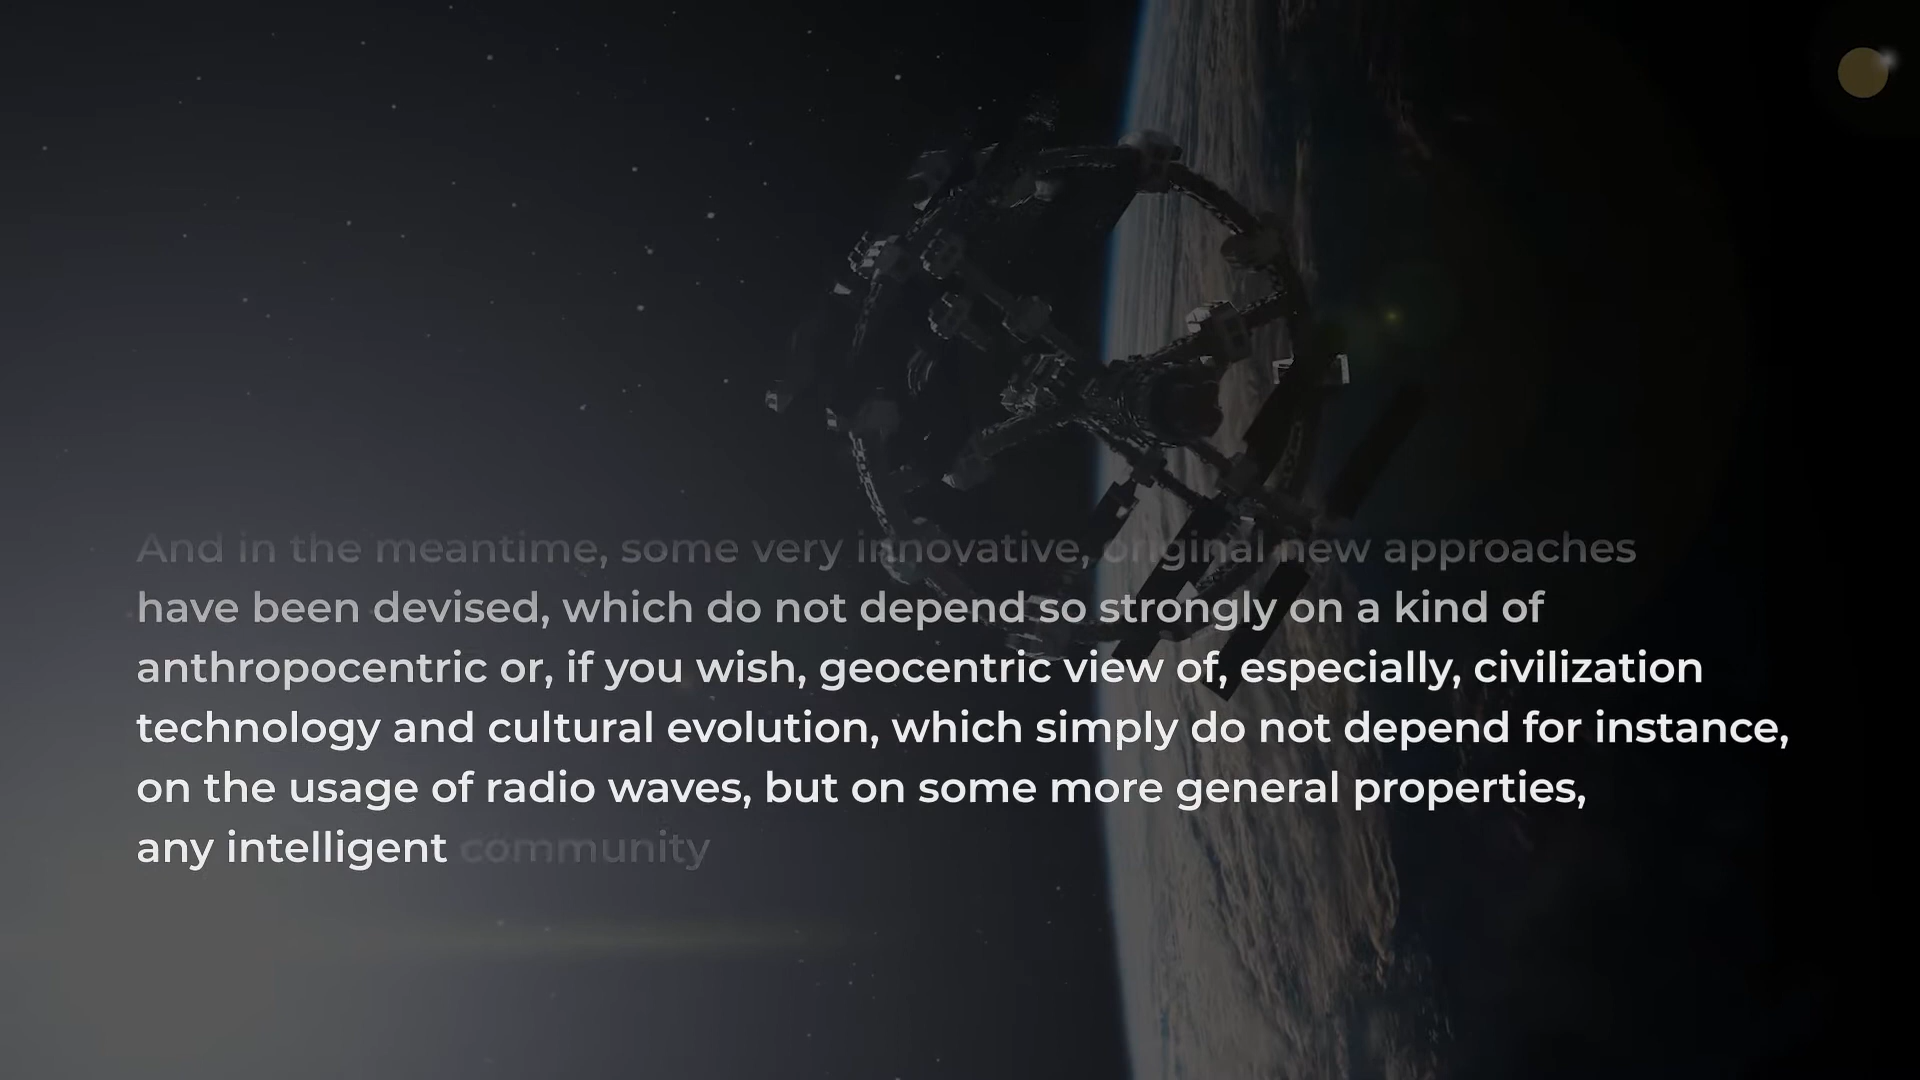 And in the meantime, some very innovative, original new approaches
have been devised, which do not depend so strongly on a kind of
anthropocentric or, if you wish, geocentric view of, especially, civilization
technology and cultural evolution, which simply do not depend for instance,
on the usage of radio waves, but on some more general properties,
any intelligent community